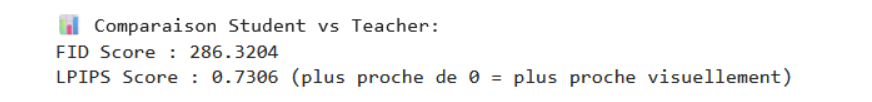 📊 Comparaison Student vs Teacher:
FID Score : 286.3204
LPIPS Score : 0.7306 (plus proche de 0 = plus proche visuellement)